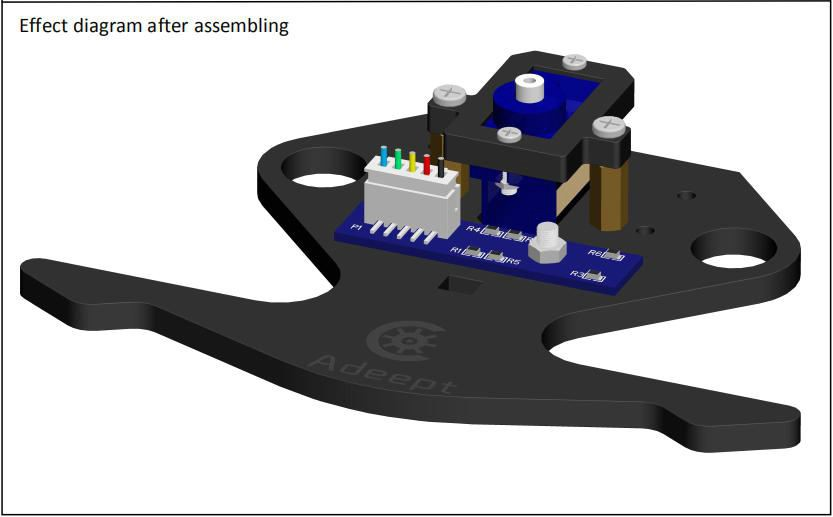 Effect diagram after assembling
P1
R4
R1
R5
R6
R3
Adeept